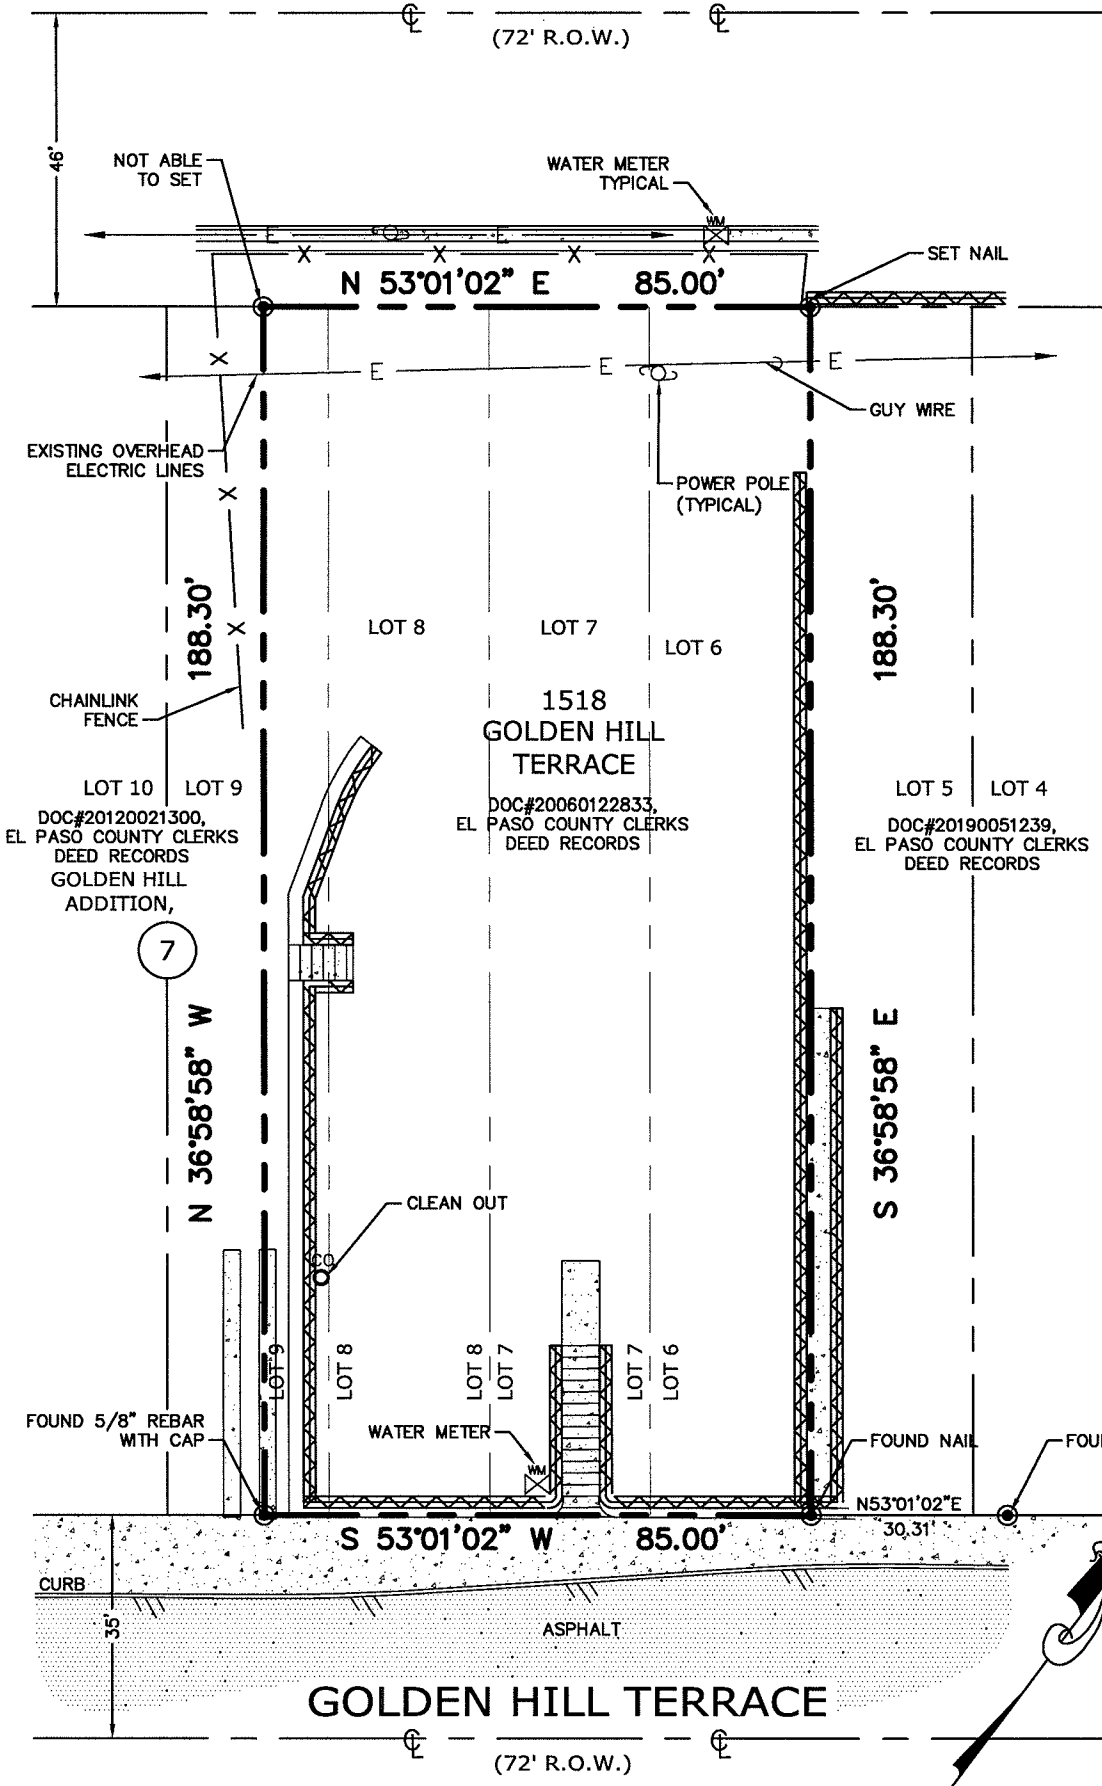 ℄ ℄
(72' R.O.W.)
46'
NOT ABLE
TO SET
WATER METER
TYPICAL
WM
E E
X X X X
SET NAIL
N 53°01'02" E 85.00'
X
E E E
GUY WIRE
EXISTING OVERHEAD
ELECTRIC LINES
POWER POLE
(TYPICAL)
X
188.30'
188.30'
X
LOT 8
LOT 7
LOT 6
CHAINLINK
FENCE
1518
GOLDEN HILL
TERRACE
DOC#20060122833,
EL PASO COUNTY CLERKS
DEED RECORDS
LOT 10 LOT 9
DOC#20120021300,
EL PASO COUNTY CLERKS
DEED RECORDS
GOLDEN HILL
ADDITION,
7
LOT 5 LOT 4
DOC#20190051239,
EL PASO COUNTY CLERKS
DEED RECORDS
N 36°58'58" W
S 36°58'58" E
CLEAN OUT
CO
LOT 9
LOT 8
LOT 8
LOT 7
LOT 7
LOT 6
FOUND 5/8" REBAR
WITH CAP
WATER METER
WM
FOUND NAIL
FOU
N53°01'02"E
30.31'
S 53°01'02" W 85.00'
CURB
35'
ASPHALT
GOLDEN HILL TERRACE
℄ ℄
(72' R.O.W.)